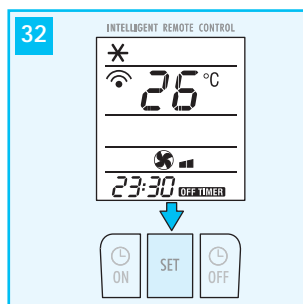 32
INTELLIGENT REMOTE CONTROL
26 °C
23:30 OFF TIMER
ON SET OFF